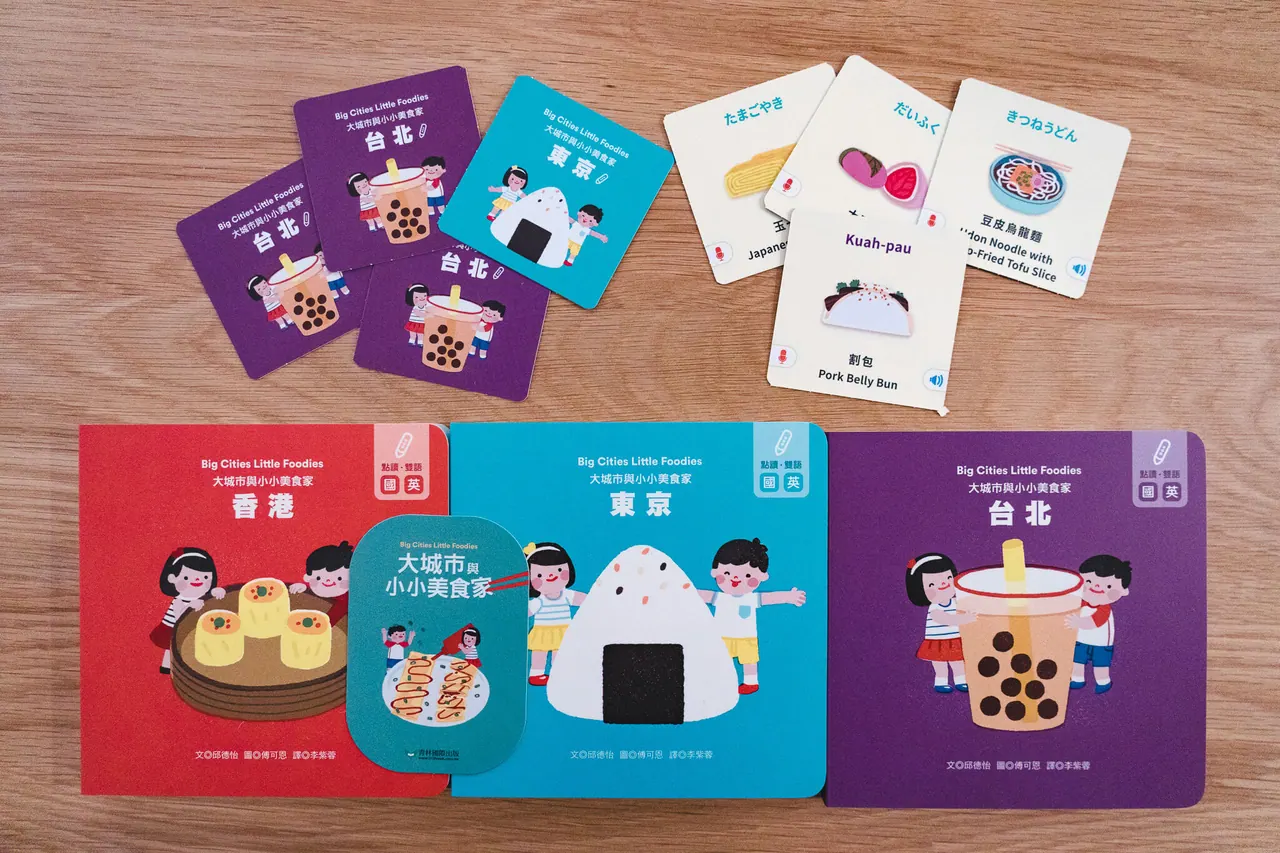 Big Cities Little Foodies
大城市與小小美食家
台北
Big Cities Little Foodies
大城市與小小美食家
台北
台北
Big Cities Little Foodies
大城市與小小美食家
東京
たまごやき
Japanese
だいふく
きつねうどん
豆皮烏龍麵
Udon Noodle with
-Fried Tofu Slice
Kuah-pau
割包
Pork Belly Bun
Big Cities Little Foodies
大城市與小小美食家
香港
點讀・雙語
國 英
文◎邱德怡 圖◎傅可恩 譯◎李紫蓉
Big Cities Little Foodies
大城市與
小小美食家
青林國際出版
Big Cities Little Foodies
大城市與小小美食家
東京
點讀・雙語
國 英
文◎邱德怡 圖◎傅可恩 譯◎李紫蓉
Big Cities Little Foodies
大城市與小小美食家
台北
點讀・雙語
國 英
文◎邱德怡 圖◎傅可恩 譯◎李紫蓉